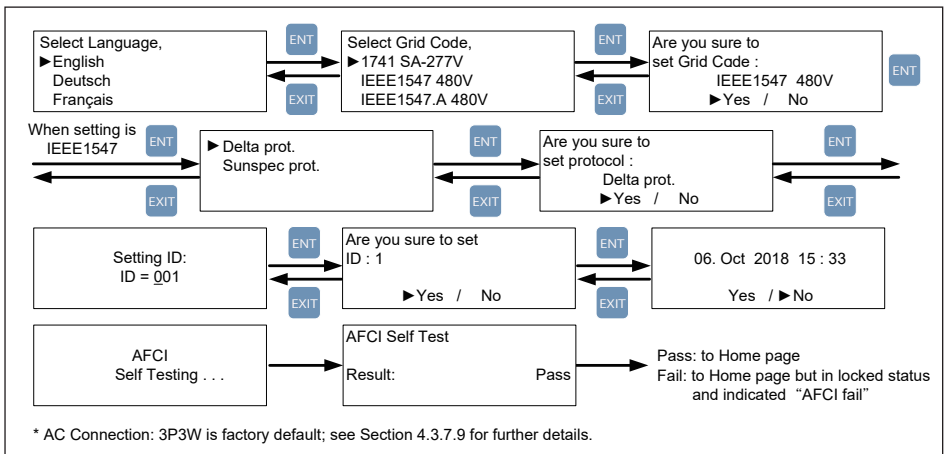 Select Language,
▶English
Deutsch
Français
ENT
EXIT
Select Grid Code,
▶1741 SA-277V
IEEE1547 480V
IEEE1547.A 480V
ENT
EXIT
Are you sure to
set Grid Code :
IEEE1547 480V
▶Yes / No
ENT
When setting is
IEEE1547
ENT
EXIT
▶ Delta prot.
Sunspec prot.
ENT
EXIT
Are you sure to
set protocol :
Delta prot.
▶Yes / No
ENT
EXIT
Setting ID:
ID = 001
ENT
EXIT
Are you sure to set
ID : 1
▶Yes / No
ENT
EXIT
06. Oct 2018 15 : 33
Yes / ▶No
AFCI
Self Testing . . .
AFCI Self Test
Result: Pass
Pass: to Home page
Fail: to Home page but in locked status
and indicated “AFCI fail”
* AC Connection: 3P3W is factory default; see Section 4.3.7.9 for further details.